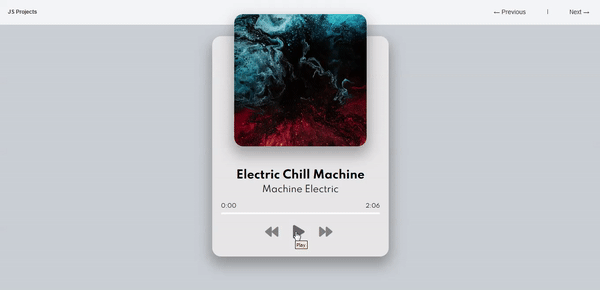 JS Projects
← Previous
|
Next →
Electric Chill Machine
Machine Electric
0:00
2:06
Play